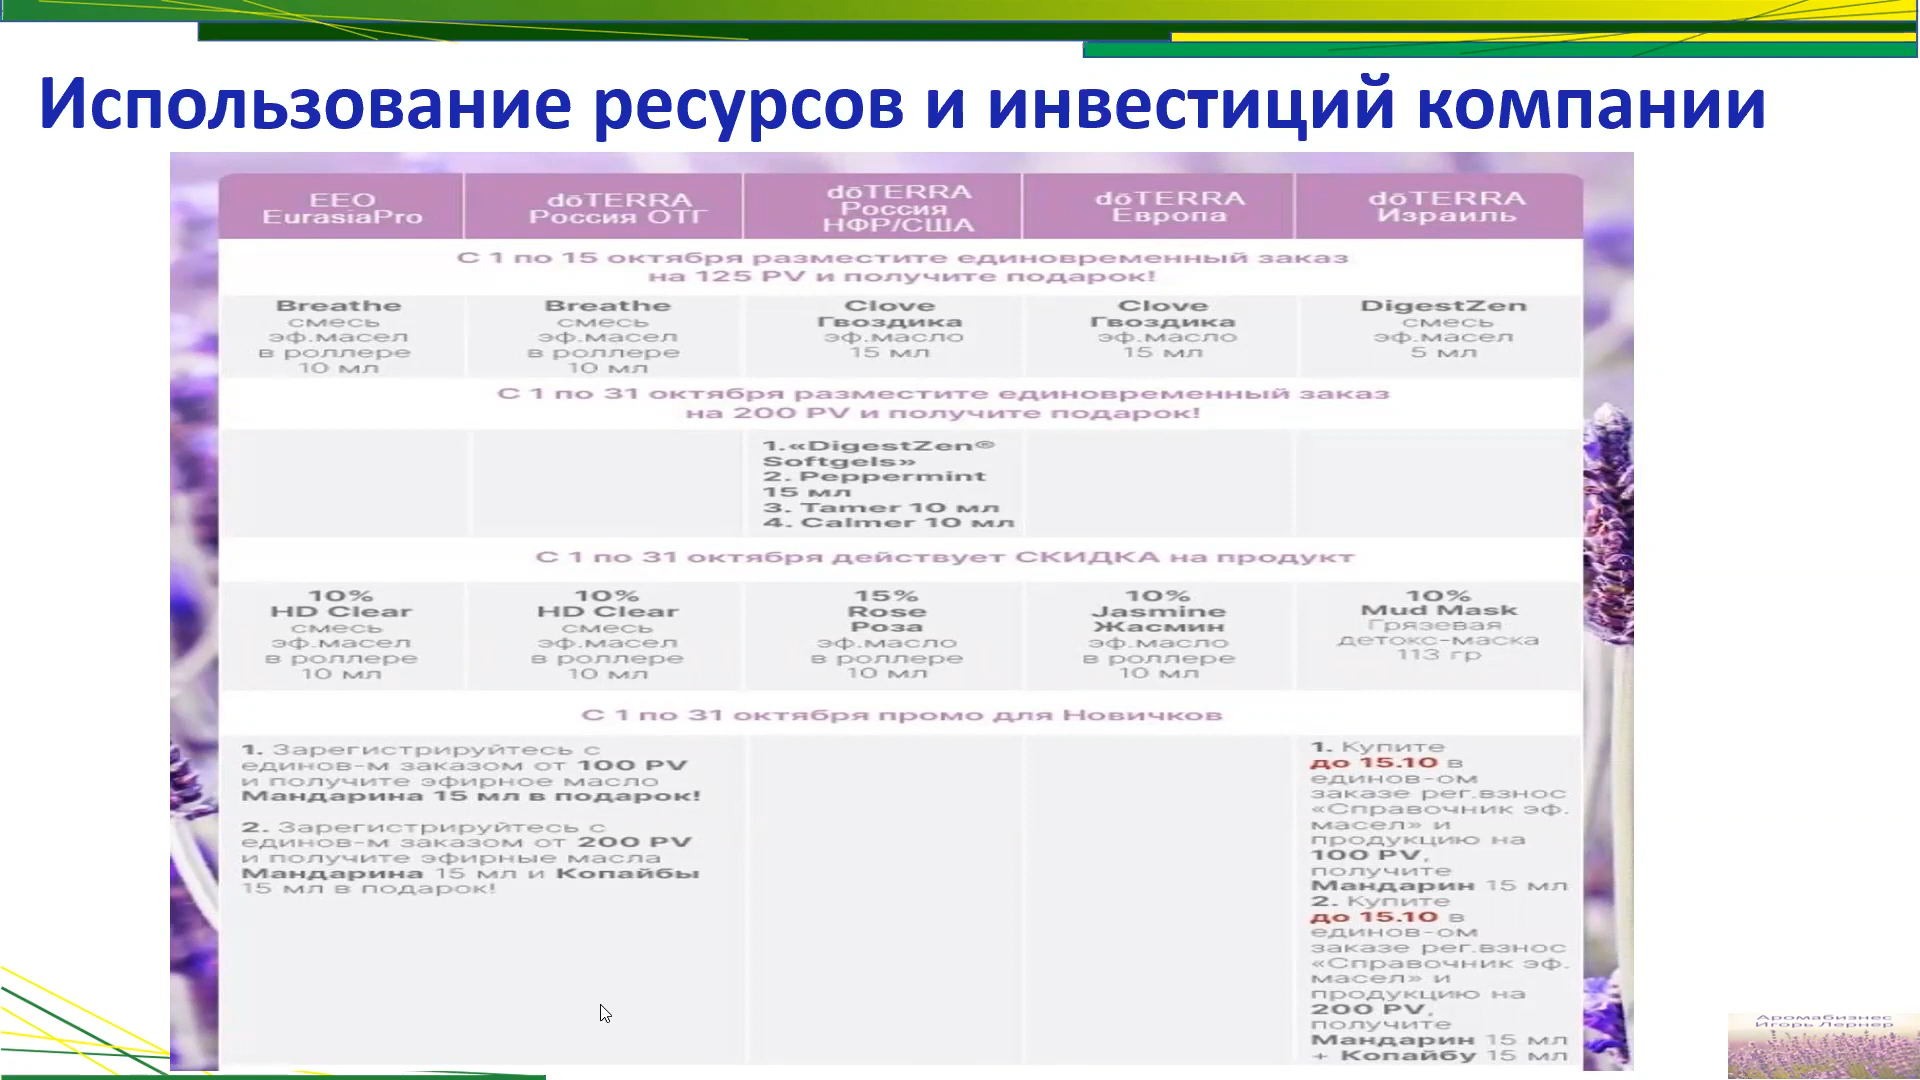 Использование ресурсов и инвестиций компании
ЕЕО
EurasiaPro
dōTERRA
Россия ОТГ
dōTERRA
Россия
НФР/США
dōTERRA
Европа
dōTERRA
Израиль
С 1 по 15 октября разместите единовременный заказ
на 125 PV и получите подарок!
Breathe
смесь
эф.масел
в роллере
10 мл
Breathe
смесь
эф.масел
в роллере
10 мл
Clove
Гвоздика
эф.масло
15 мл
Clove
Гвоздика
эф.масло
15 мл
DigestZen
смесь
эф.масел
5 мл
С 1 по 31 октября разместите единовременный заказ
на 200 PV и получите подарок!
1.«DigestZen®
Softgels»
2. Peppermint
15 мл
3. Tamer 10 мл
4. Calmer 10 мл
С 1 по 31 октября действует СКИДКА на продукт
10%
HD Clear
смесь
эф.масел
в роллере
10 мл
10%
HD Clear
смесь
эф.масел
в роллере
10 мл
15%
Rose
Роза
эф.масло
в роллере
10 мл
10%
Jasmine
Жасмин
эф.масло
в роллере
10 мл
10%
Mud Mask
Грязевая
детокс-маска
113 гр
С 1 по 31 октября промо для Новичков
1. Зарегистрируйтесь с
единов-м заказом от 100 PV
и получите эфирное масло
Мандарина 15 мл в подарок!
2. Зарегистрируйтесь с
единов-м заказом от 200 PV
и получите эфирные масла
Мандарина 15 мл и Копайбы
15 мл в подарок!
1. Купите
до 15.10 в
единов-ом
заказе рег.взнос
«Справочник эф.
масел» и
продукцию на
100 PV,
получите
Мандарин 15 мл
2. Купите
до 15.10 в
единов-ом
заказе рег.взнос
«Справочник эф.
масел» и
продукцию на
200 PV,
получите
Мандарин 15 мл
+ Копайбу 15 мл
Аромабизнес
Игорь Лернер